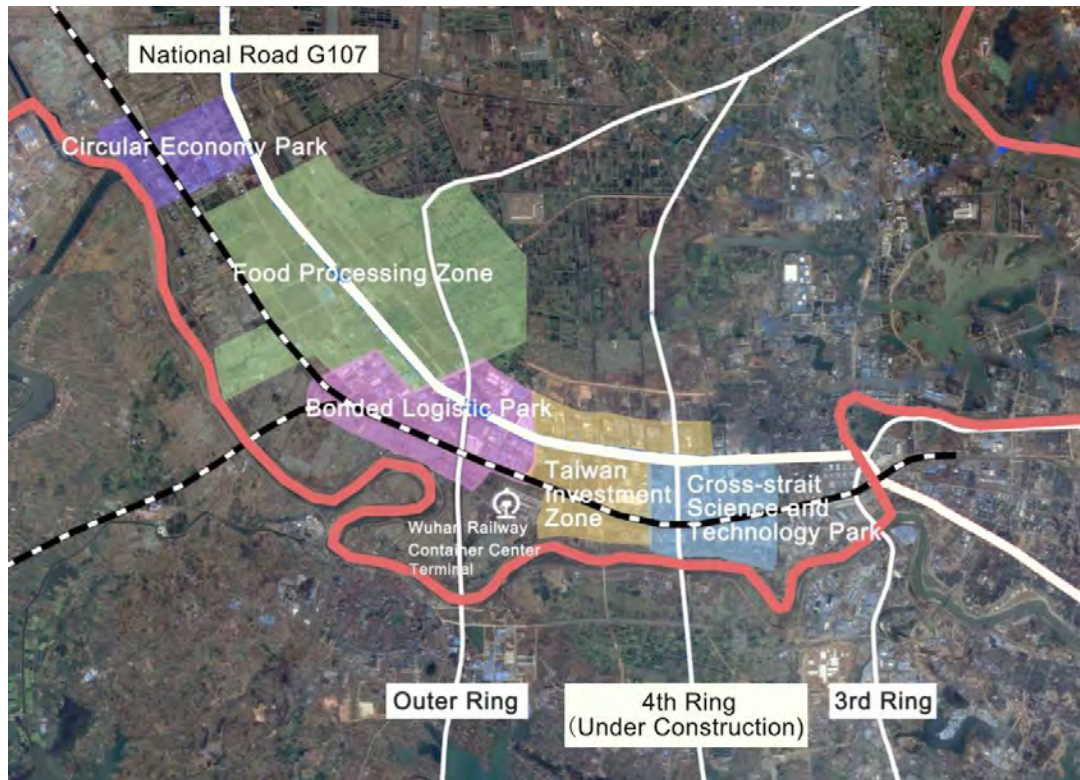 National Road G107
Circular Economy Park
Food Processing Zone
Bonded Logistic Park
Taiwan
Investment
Zone
Cross-strait
Science and
Technology Park
Wuhan Railway
Container Center
Terminal
Outer Ring
4th Ring
(Under Construction)
3rd Ring